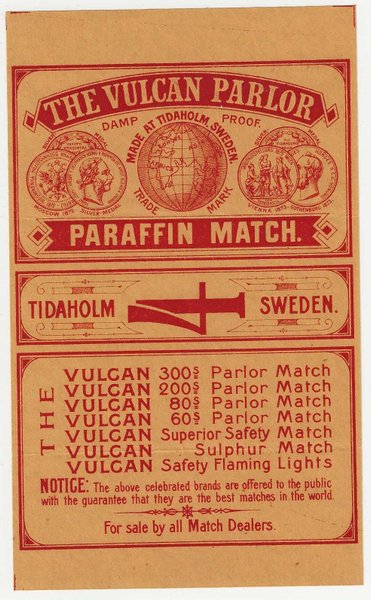 THE VULCAN PARLOR
DAMP PROOF.
MADE AT TIDAHOLM, SWEDEN.
TRADE MARK
MOSCOW 1872. SILVER-MEDAL
VIENNA 1873. GOTHENBURG 1875.
PARAFFIN MATCH.
TIDAHOLM 4 SWEDEN.
THE
VULCAN 300s Parlor Match
VULCAN 200s Parlor Match
VULCAN 80s Parlor Match
VULCAN 60s Parlor Match
VULCAN Superior Safety Match
VULCAN Sulphur Match
VULCAN Safety Flaming Lights
NOTICE: The above celebrated brands are offered to the public
with the guarantee that they are the best matches in the world.
For sale by all Match Dealers.